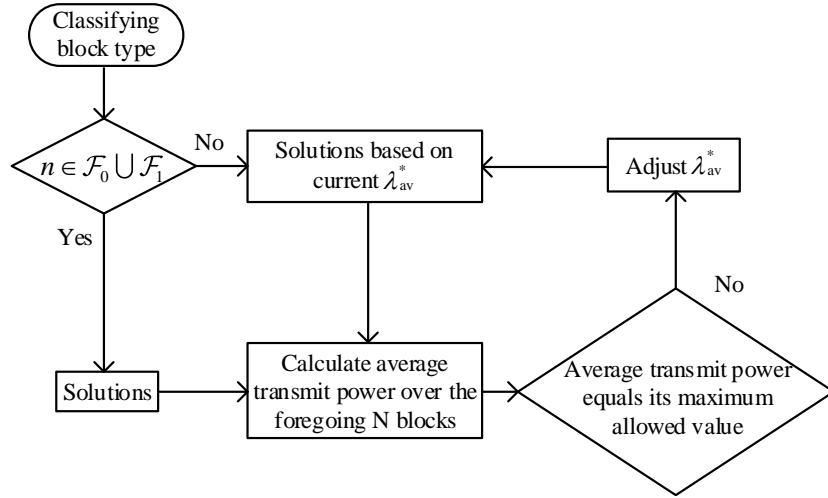 Classifying
block type
n ∈ ℱ₀ ⋃ ℱ₁
No
Yes
Solutions based on
current λ*ₐᵥ
Adjust λ*ₐᵥ
Solutions
Calculate average
transmit power over the
foregoing N blocks
Average transmit power
equals its maximum
allowed value
No